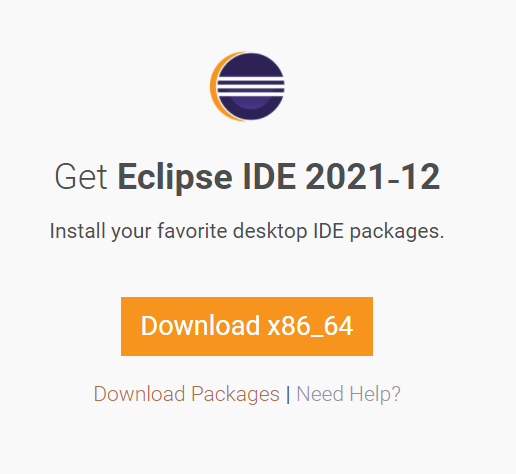 Get Eclipse IDE 2021-12
Install your favorite desktop IDE packages.
Download x86_64
Download Packages | Need Help?